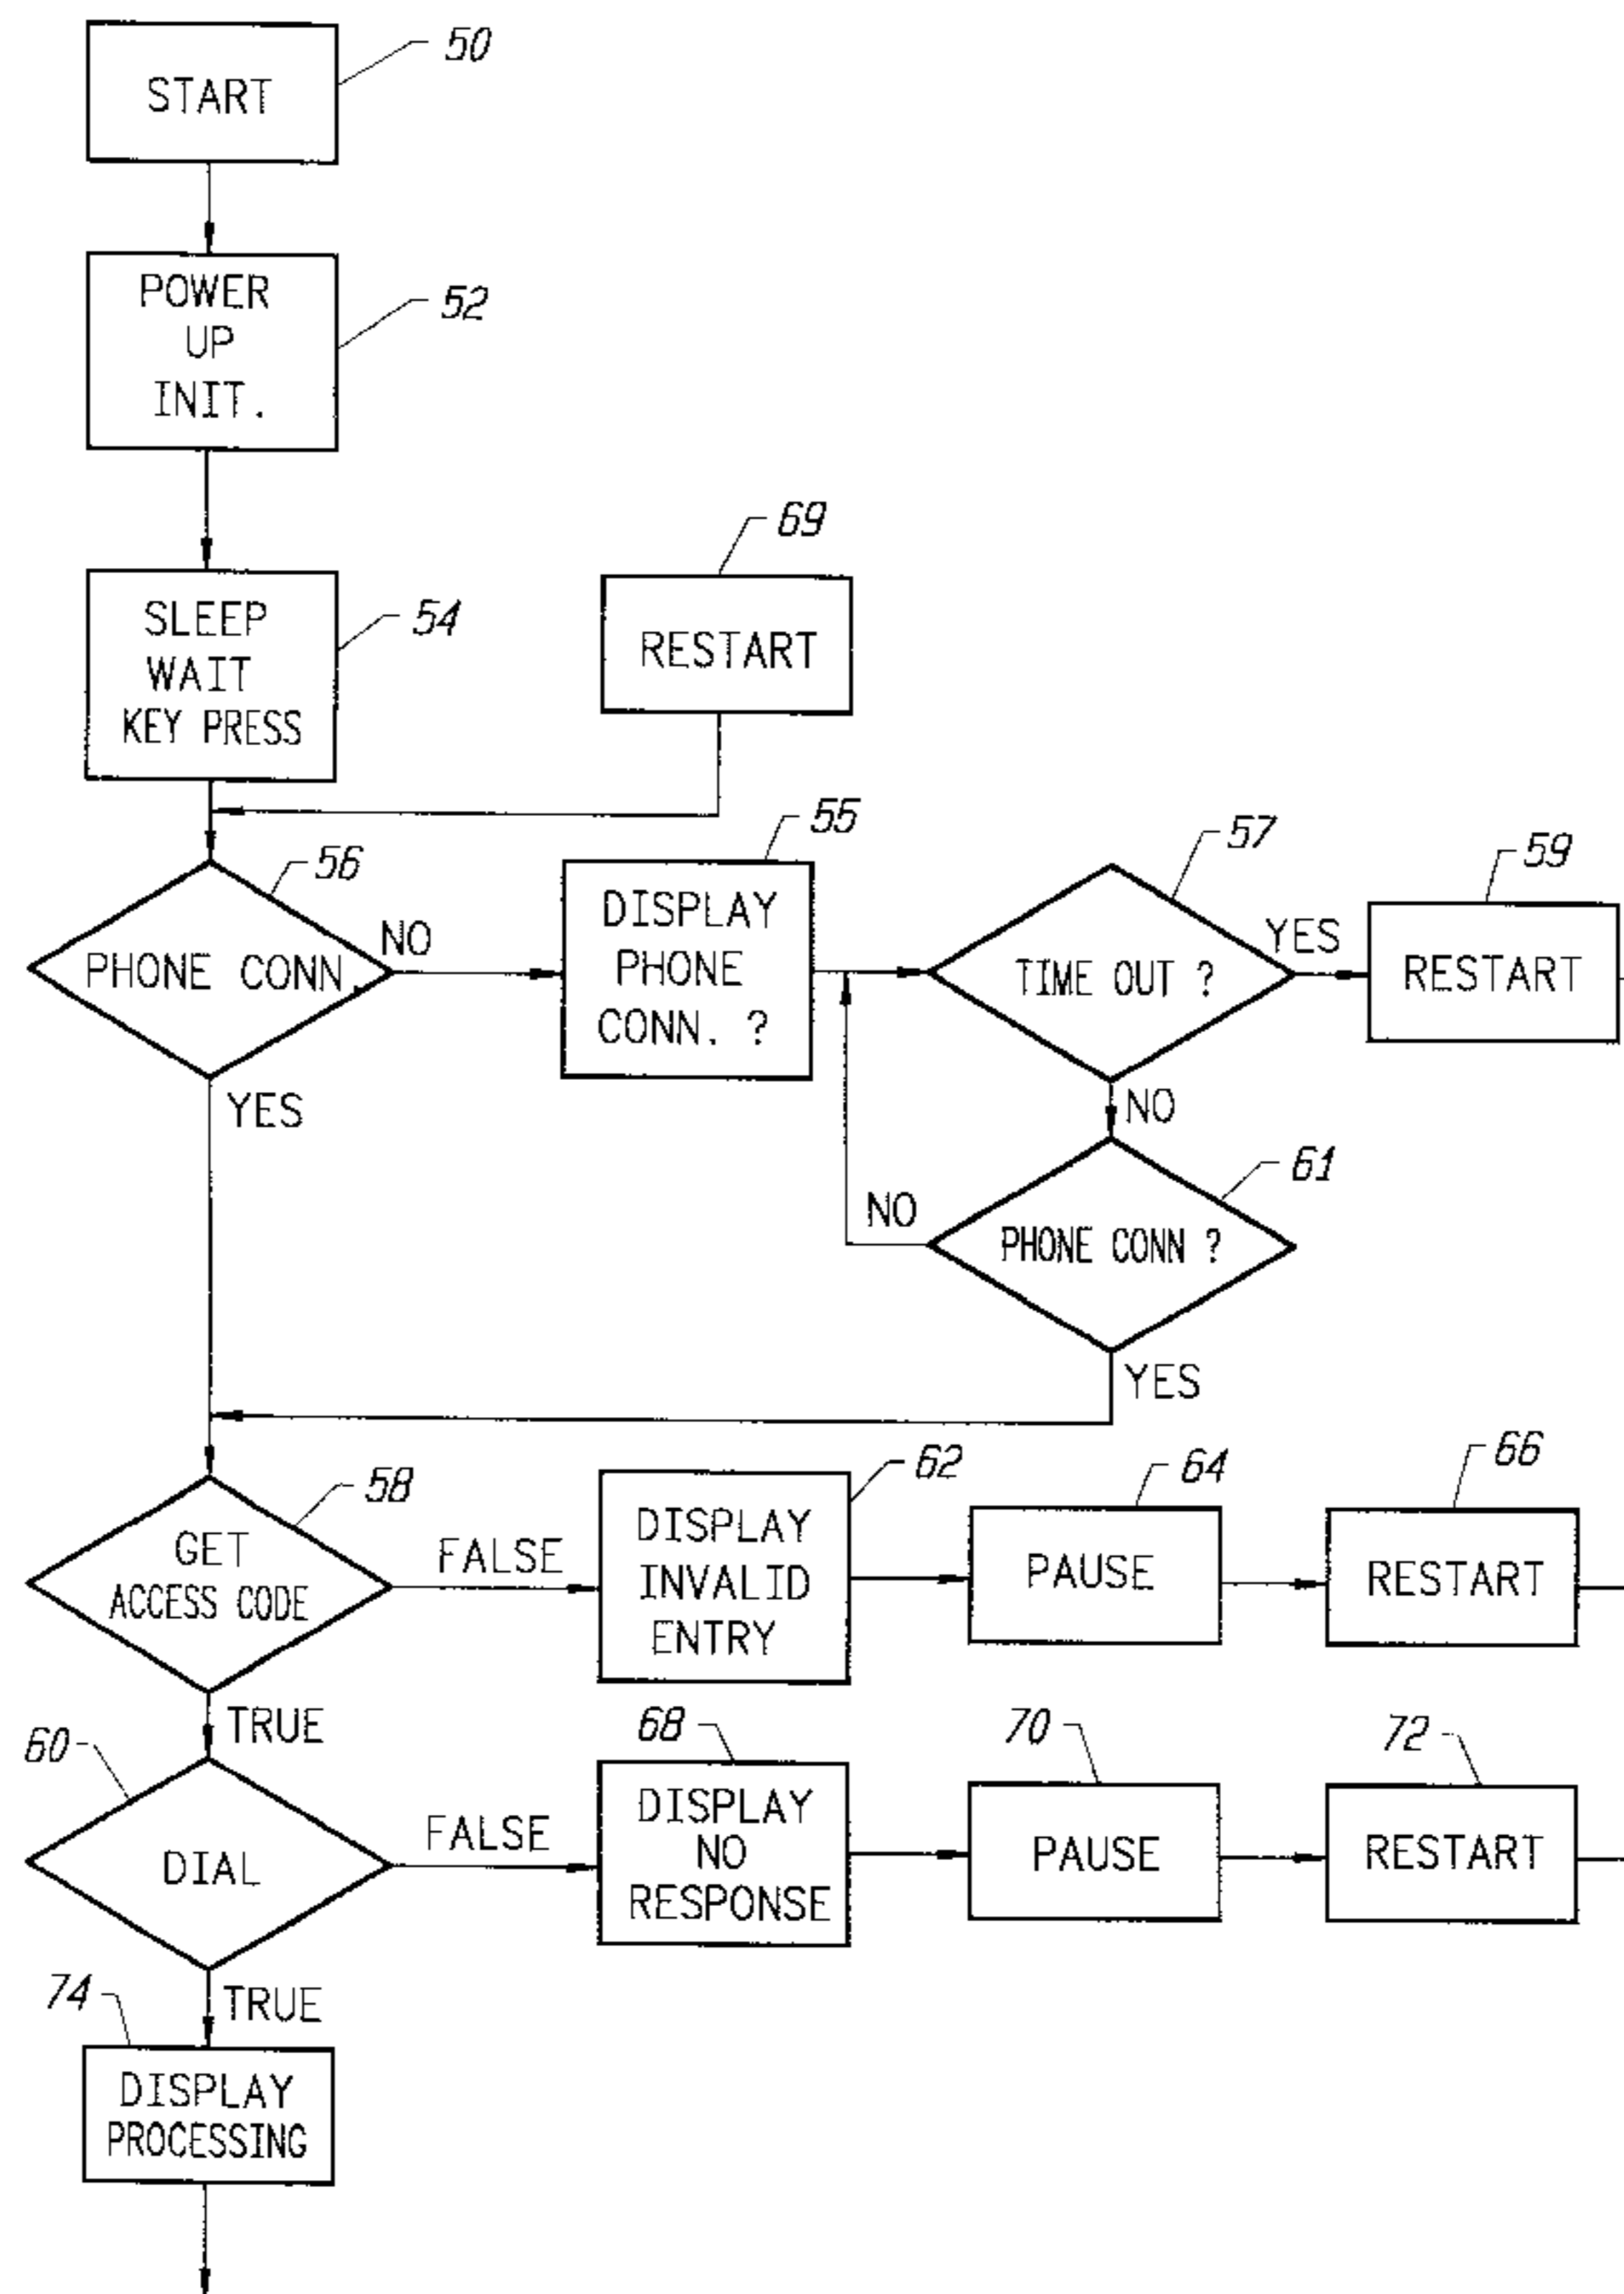 50
START
POWER
UP
INIT.
52
SLEEP
WAIT
KEY PRESS
54
69
RESTART
56
PHONE CONN.
NO
YES
55
DISPLAY
PHONE
CONN. ?
57
TIME OUT ?
YES
NO
59
RESTART
61
PHONE CONN ?
NO
YES
58
GET
ACCESS CODE
FALSE
TRUE
62
DISPLAY
INVALID
ENTRY
64
PAUSE
66
RESTART
60
DIAL
FALSE
TRUE
68
DISPLAY
NO
RESPONSE
70
PAUSE
72
RESTART
74
DISPLAY
PROCESSING